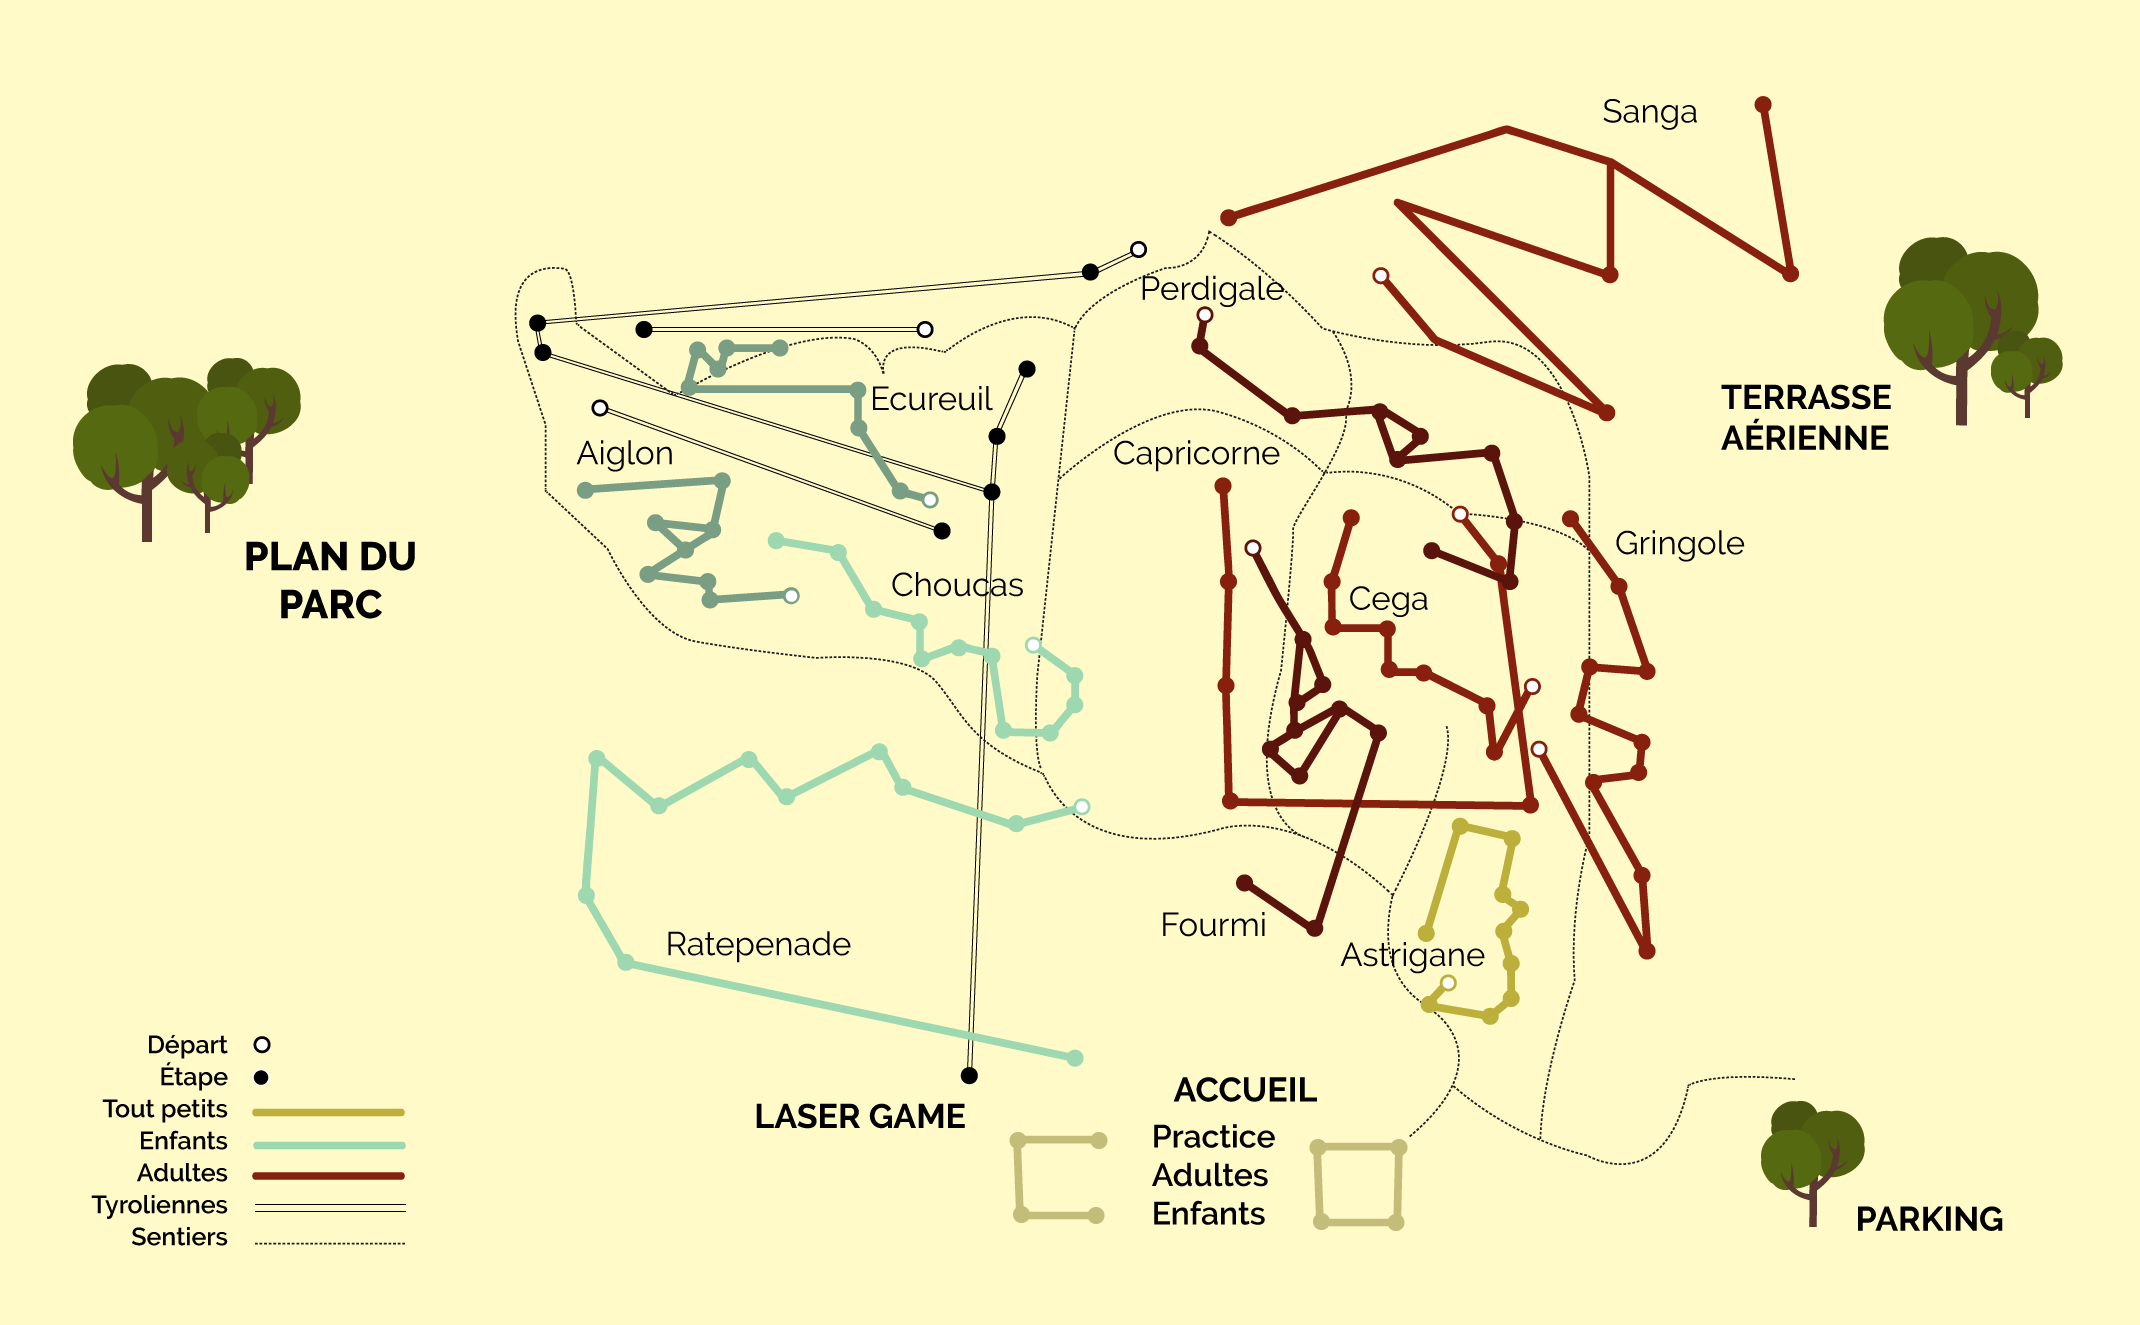 Sanga
Perdigale
Ecureuil
TERRASSE
AÉRIENNE
Aiglon
Capricorne
PLAN DU
PARC
Gringole
Choucas
Cega
Ratepenade
Fourmi
Astrigane
Départ
Étape
Tout petits
Enfants
Adultes
Tyroliennes
Sentiers
LASER GAME
ACCUEIL
Practice
Adultes
Enfants
PARKING